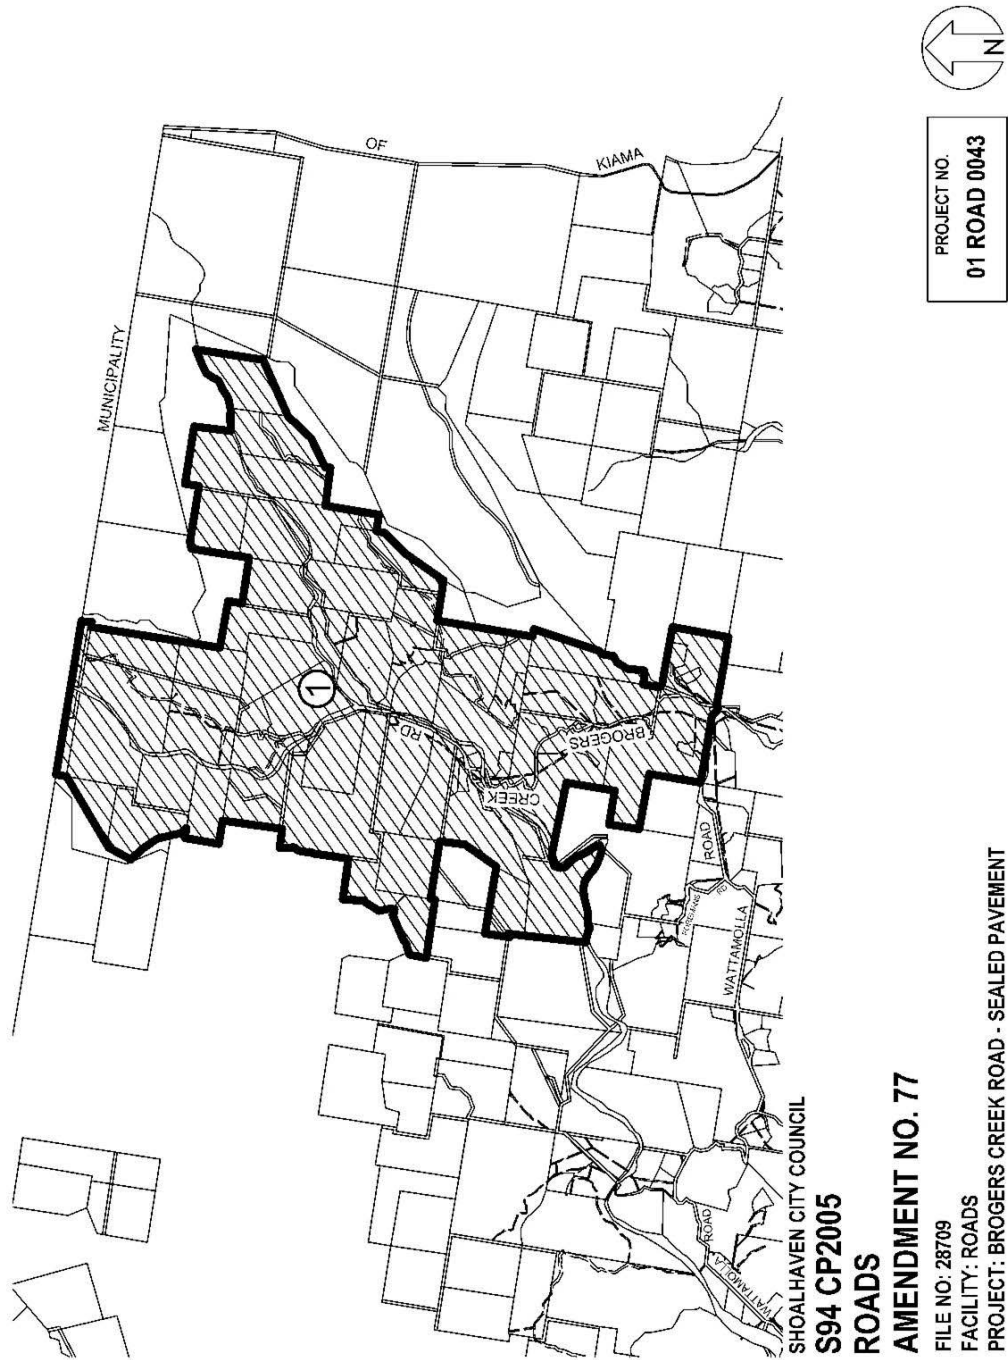 MUNICIPALITY
OF
KIAMA
1
RD
CREEK
BROGERS
ROAD
WATTAMOLLA
RD
ROAD
WATTAMOLLA
SHOALHAVEN CITY COUNCIL
S94 CP2005
ROADS
AMENDMENT NO. 77
FILE NO: 28709
FACILITY: ROADS
PROJECT: BROGERS CREEK ROAD - SEALED PAVEMENT
PROJECT NO.
01 ROAD 0043
N